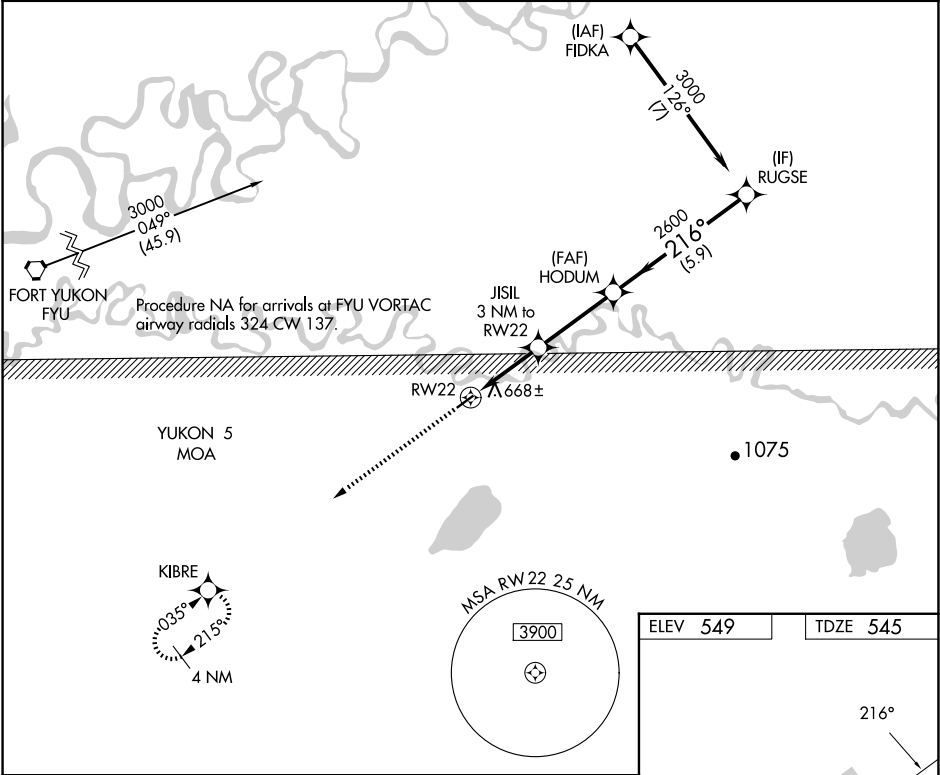 (IAF)
FIDKA
3000
126°
(7)
(IF)
RUGSE
3000
049°
(45.9)
2600
216°
(5.9)
(FAF)
HODUM
FORT YUKON
FYU
Procedure NA for arrivals at FYU VORTAC
airway radials 324 CW 137.
JISIL
3 NM to
RW22
RW22
668±
YUKON 5
MOA
1075
KIBRE
035°
215°
4 NM
MSA RW22 25 NM
3900
ELEV 549
TDZE 545
216°